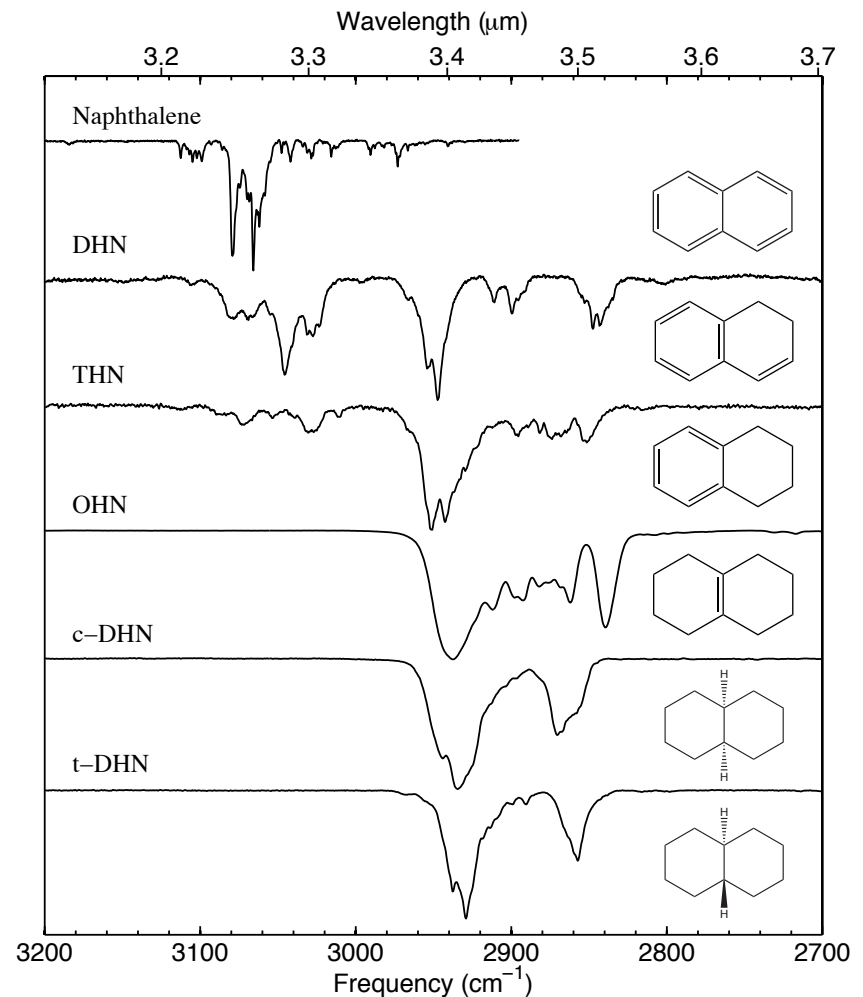 Wavelength (μm)
3.2 3.3 3.4 3.5 3.6 3.7
Naphthalene
DHN
THN
OHN
c–DHN
H
H
t–DHN
H
H
3200 3100 3000 2900 2800 2700
Frequency (cm⁻¹)